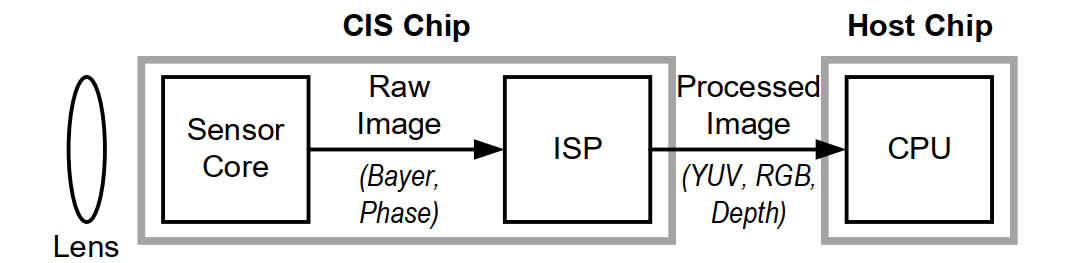 CIS Chip
Host Chip
Sensor
Core
Raw
Image
(Bayer,
Phase)
ISP
Processed
Image
(YUV, RGB,
Depth)
CPU
Lens